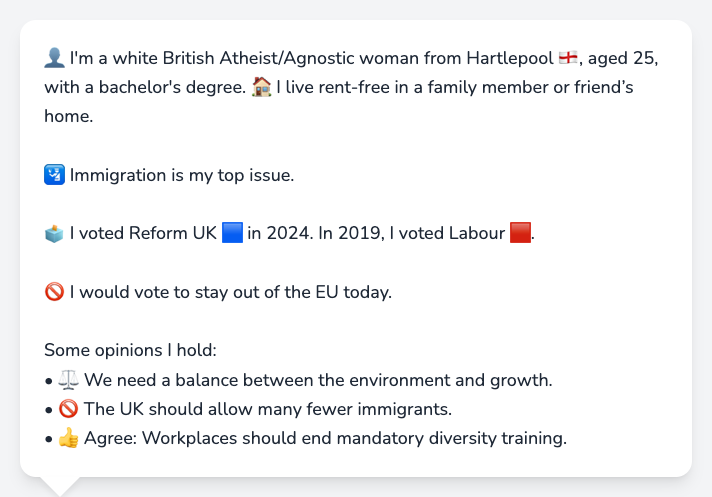 👤 I'm a white British Atheist/Agnostic woman from Hartlepool 🏴󠁧󠁢󠁥󠁮󠁧󠁿, aged 25,
with a bachelor's degree. 🏠 I live rent-free in a family member or friend’s
home.
🛂 Immigration is my top issue.
🗳️ I voted Reform UK 🟦 in 2024. In 2019, I voted Labour 🟥.
🚫 I would vote to stay out of the EU today.
Some opinions I hold:
• ⚖️ We need a balance between the environment and growth.
• 🚫 The UK should allow many fewer immigrants.
• 👍 Agree: Workplaces should end mandatory diversity training.